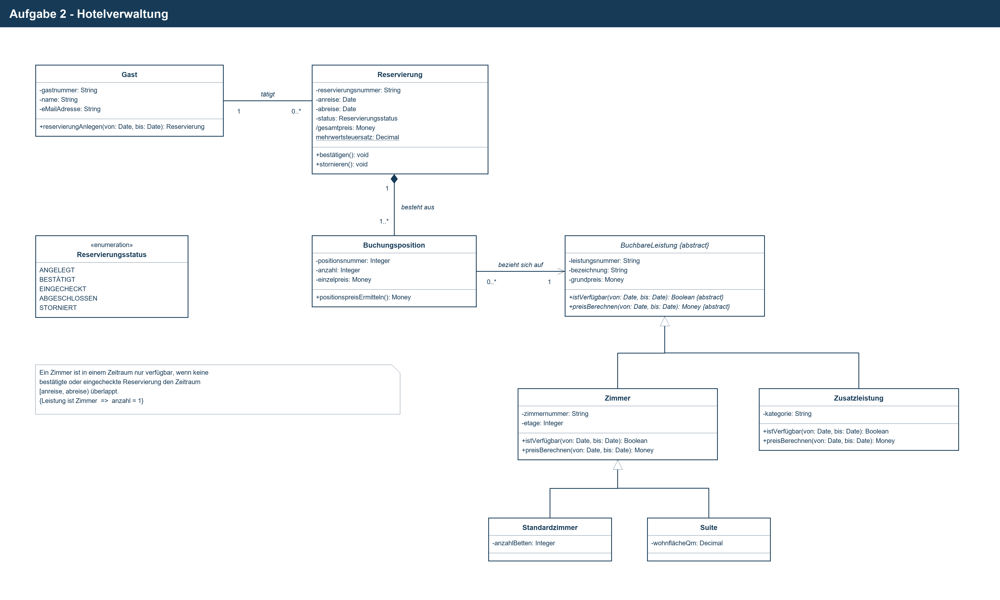 Aufgabe 2 - Hotelverwaltung
Gast
-gastnummer: String
-name: String
-eMailAdresse: String
+reservierungAnlegen(von: Date, bis: Date): Reservierung
tätigt
1
0..*
Reservierung
-reservierungsnummer: String
-anreise: Date
-abreise: Date
-status: Reservierungsstatus
/gesamtpreis: Money
mehrwertsteuersatz: Decimal
+bestätigen(): void
+stornieren(): void
1
besteht aus
1..*
«enumeration»
Reservierungsstatus
ANGELEGT
BESTÄTIGT
EINGECHECKT
ABGESCHLOSSEN
STORNIERT
Buchungsposition
-positionsnummer: Integer
-anzahl: Integer
-einzelpreis: Money
+positionspreisErmitteln(): Money
bezieht sich auf
0..*
1
BuchbareLeistung {abstract}
-leistungsnummer: String
-bezeichnung: String
-grundpreis: Money
+istVerfügbar(von: Date, bis: Date): Boolean {abstract}
+preisBerechnen(von: Date, bis: Date): Money {abstract}
Ein Zimmer ist in einem Zeitraum nur verfügbar, wenn keine
bestätigte oder eingecheckte Reservierung den Zeitraum
[anreise, abreise) überlappt.
{Leistung ist Zimmer  =>  anzahl = 1}
Zimmer
-zimmernummer: String
-etage: Integer
+istVerfügbar(von: Date, bis: Date): Boolean
+preisBerechnen(von: Date, bis: Date): Money
Zusatzleistung
-kategorie: String
+istVerfügbar(von: Date, bis: Date): Boolean
+preisBerechnen(von: Date, bis: Date): Money
Standardzimmer
-anzahlBetten: Integer
Suite
-wohnflächeQm: Decimal